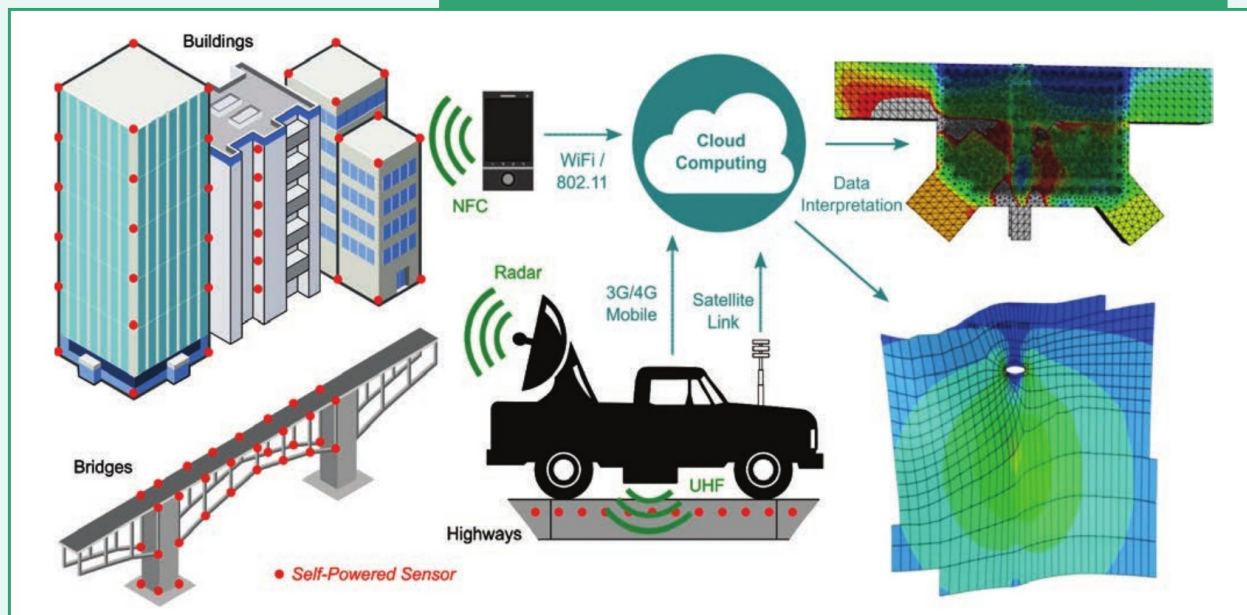 Buildings
NFC
WiFi /
802.11
Cloud
Computing
Data
Interpretation
Radar
3G/4G
Mobile
Satellite
Link
Bridges
UHF
Highways
Self-Powered Sensor